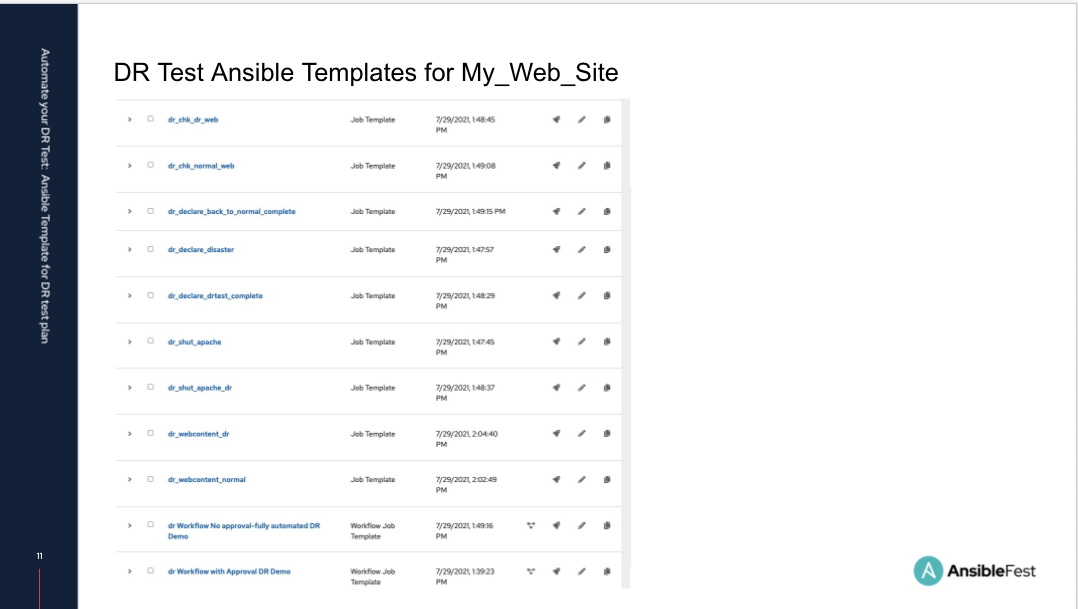 Automate your DR Test: Ansible Template for DR test plan
DR Test Ansible Templates for My_Web_Site
dr_chk_dr_web Job Template 7/29/2021, 1:48:45
PM
dr_chk_normal_web Job Template 7/29/2021, 1:49:08
PM
dr_declare_back_to_normal_complete Job Template 7/29/2021, 1:49:15 PM
dr_declare_disaster Job Template 7/29/2021, 1:47:57
PM
dr_declare_drtest_complete Job Template 7/29/2021, 1:48:29
PM
dr_shut_apache Job Template 7/29/2021, 1:47:45
PM
dr_shut_apache_dr Job Template 7/29/2021, 1:48:37
PM
dr_webcontent_dr Job Template 7/29/2021, 2:04:40
PM
dr_webcontent_normal Job Template 7/29/2021, 2:02:49
PM
dr Workflow No approval-fully automated DR Workflow Job 7/29/2021, 1:49:16
Demo Template PM
dr Workflow with Approval DR Demo Workflow Job 7/29/2021, 1:39:23
Template PM
11
A AnsibleFest